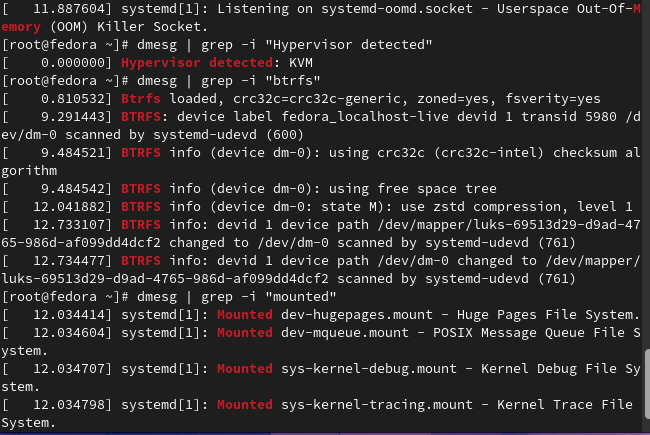 [   11.887604] systemd[1]: Listening on systemd-oomd.socket - Userspace Out-Of-M
emory (OOM) Killer Socket.
[root@fedora ~]# dmesg | grep -i "Hypervisor detected"
[    0.000000] Hypervisor detected: KVM
[root@fedora ~]# dmesg | grep -i "btrfs"
[    0.810532] Btrfs loaded, crc32c=crc32c-generic, zoned=yes, fsverity=yes
[    9.291443] BTRFS: device label fedora_localhost-live devid 1 transid 5980 /d
ev/dm-0 scanned by systemd-udevd (600)
[    9.484521] BTRFS info (device dm-0): using crc32c (crc32c-intel) checksum al
gorithm
[    9.484542] BTRFS info (device dm-0): using free space tree
[   12.041882] BTRFS info (device dm-0: state M): use zstd compression, level 1
[   12.733107] BTRFS info: devid 1 device path /dev/mapper/luks-69513d29-d9ad-47
65-986d-af099dd4dcf2 changed to /dev/dm-0 scanned by systemd-udevd (761)
[   12.734477] BTRFS info: devid 1 device path /dev/dm-0 changed to /dev/mapper/
luks-69513d29-d9ad-4765-986d-af099dd4dcf2 scanned by systemd-udevd (761)
[root@fedora ~]# dmesg | grep -i "mounted"
[   12.034414] systemd[1]: Mounted dev-hugepages.mount - Huge Pages File System.
[   12.034604] systemd[1]: Mounted dev-mqueue.mount - POSIX Message Queue File S
ystem.
[   12.034707] systemd[1]: Mounted sys-kernel-debug.mount - Kernel Debug File Sy
stem.
[   12.034798] systemd[1]: Mounted sys-kernel-tracing.mount - Kernel Trace File 
System.